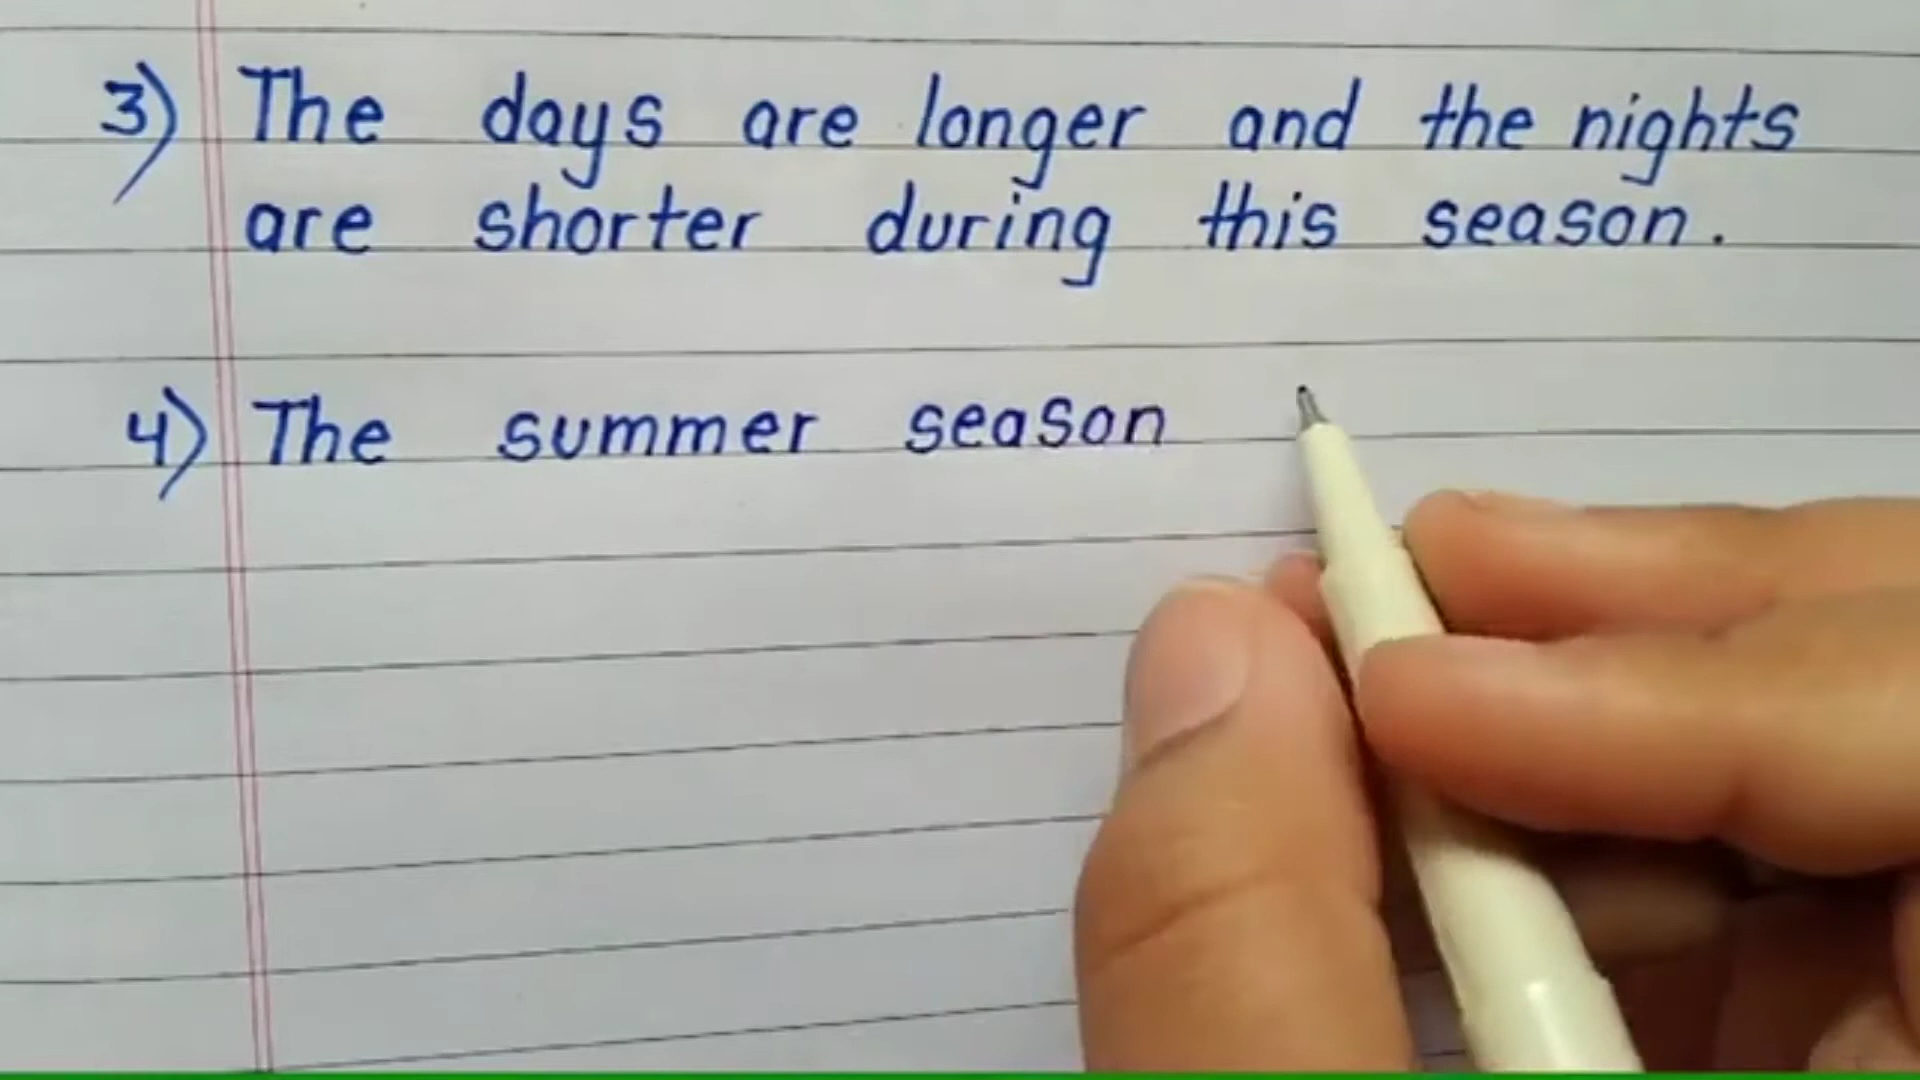 3) The days are longer and the nights
are shorter during this season.
4) The summer season